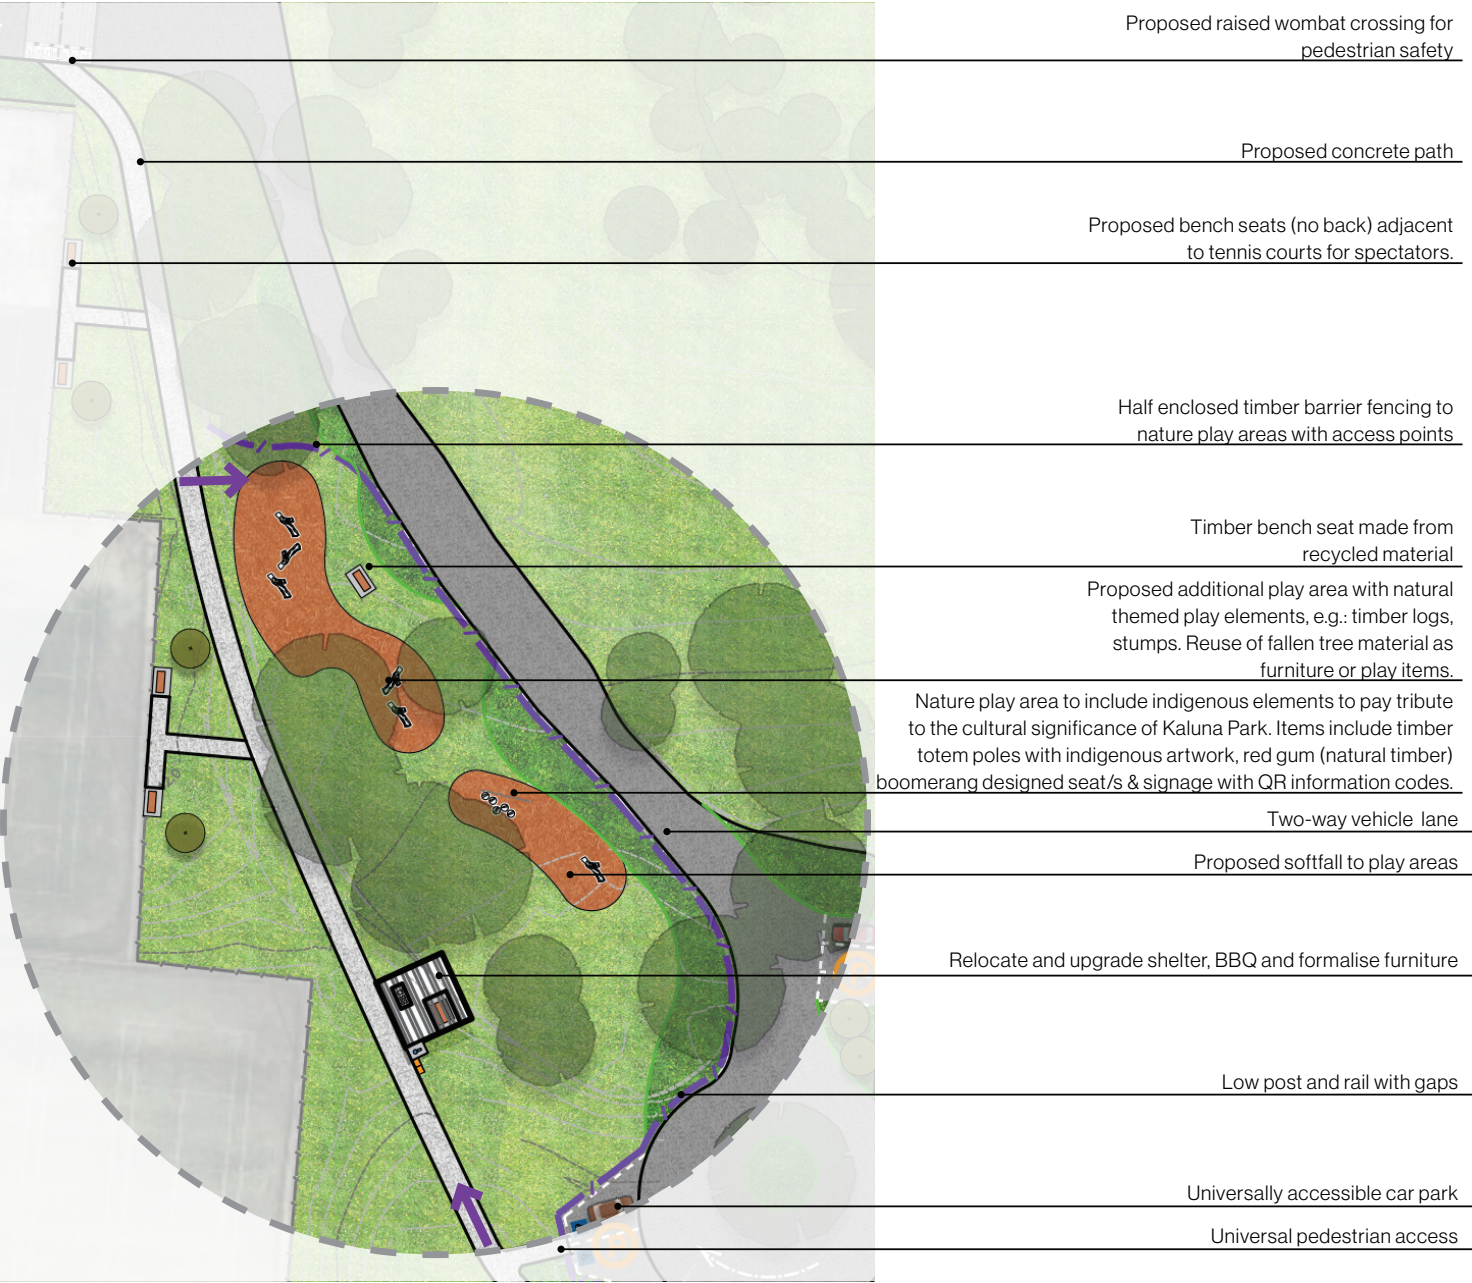 Proposed raised wombat crossing for
pedestrian safety
Proposed concrete path
Proposed bench seats (no back) adjacent
to tennis courts for spectators.
Half enclosed timber barrier fencing to
nature play areas with access points
Timber bench seat made from
recycled material
Proposed additional play area with natural
themed play elements, e.g.: timber logs,
stumps. Reuse of fallen tree material as
furniture or play items.
Nature play area to include indigenous elements to pay tribute
to the cultural significance of Kaluna Park. Items include timber
totem poles with indigenous artwork, red gum (natural timber)
boomerang designed seat/s & signage with QR information codes.
Two-way vehicle lane
Proposed softfall to play areas
Relocate and upgrade shelter, BBQ and formalise furniture
Low post and rail with gaps
Universally accessible car park
Universal pedestrian access